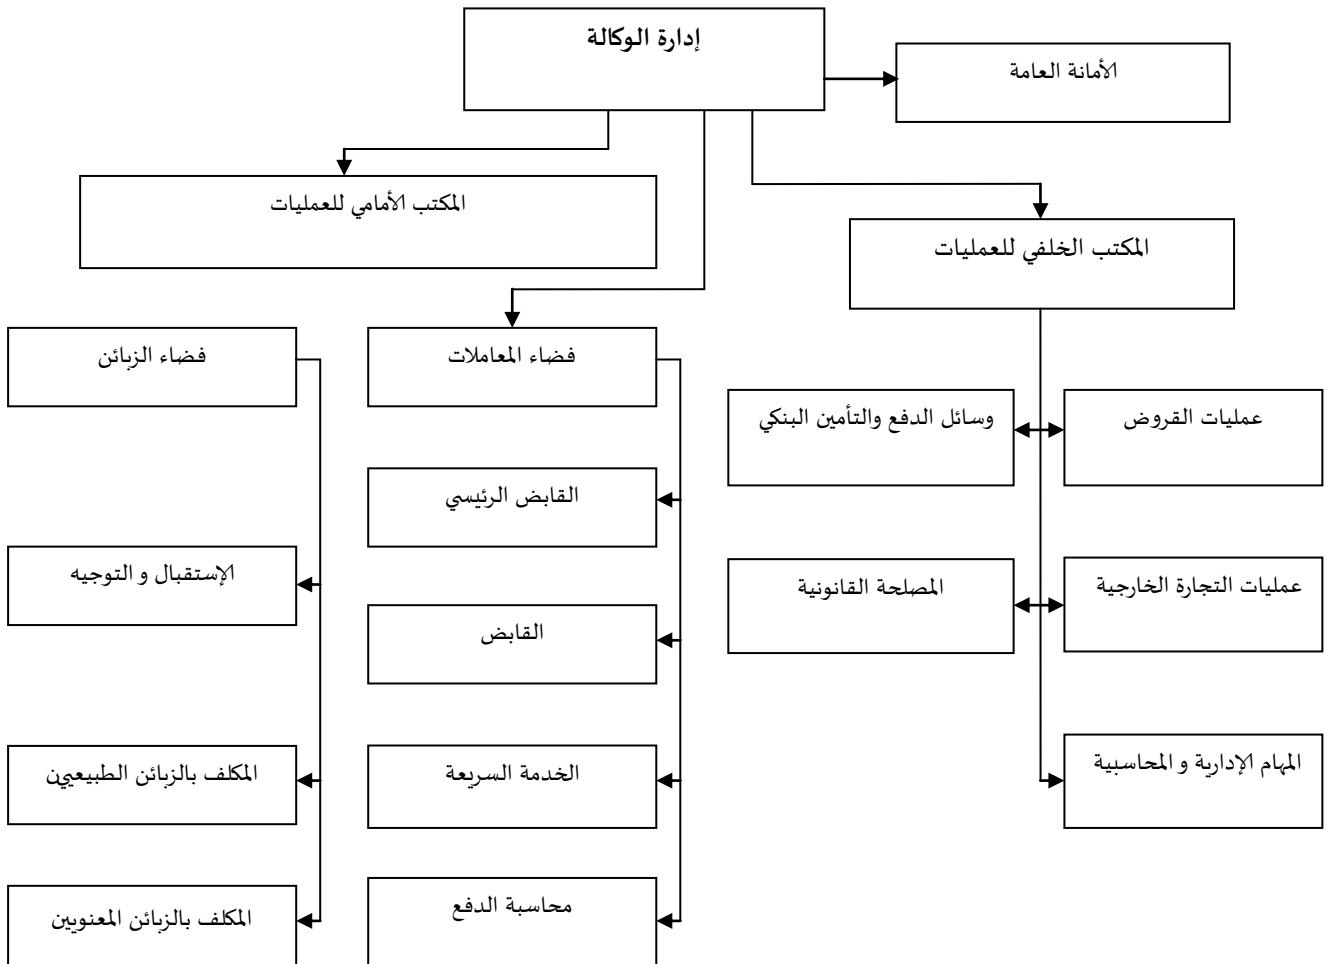 إدارة الوكالة
الأمانة العامة
المكتب الأمامي للعمليات
المكتب الخلفي للعمليات
فضاء المعاملات
فضاء الزبائن
عمليات القروض
وسائل الدفع والتأمين البنكي
القابض الرئيسي
الإستقبال و التوجيه
عمليات التجارة الخارجية
المصلحة القانونية
القابض
المهام الإدارية و المحاسبية
الخدمة السريعة
المكلف بالزبائن الطبيعيين
محاسبة الدفع
المكلف بالزبائن المعنويين